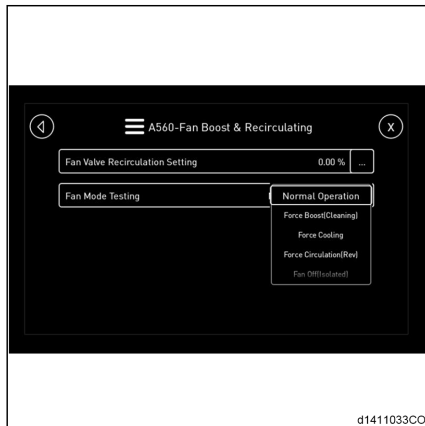 A560-Fan Boost & Recirculating
X
Fan Valve Recirculation Setting 0.00 % ...
Fan Mode Testing Normal Operation
Force Boost(Cleaning)
Force Cooling
Force Circulation(Rev)
Fan Off(Isolated)
d1411033CO